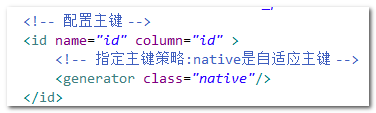 <!-- 配置主键 -->
<id name="id" column="id" >
<!-- 指定主键策略:native是自适应主键 -->
<generator class="native"/>
</id>